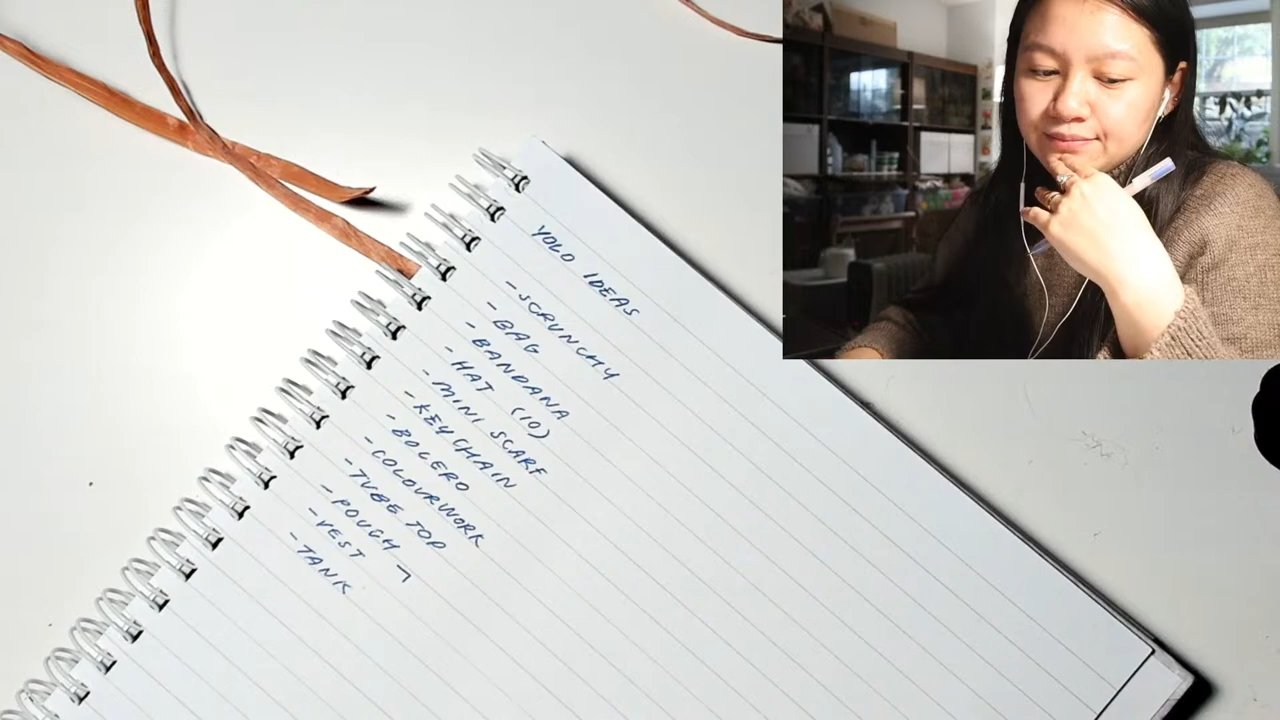 YOLO IDEAS
- SCRUNCHY
- BAG
- BANDANA
- HAT (10)
- MINI SCARF
- KEYCHAIN
- BOLERO
- COLOURWORK
- TUBE TOP
- POUCH ¬
- VEST
- TANK